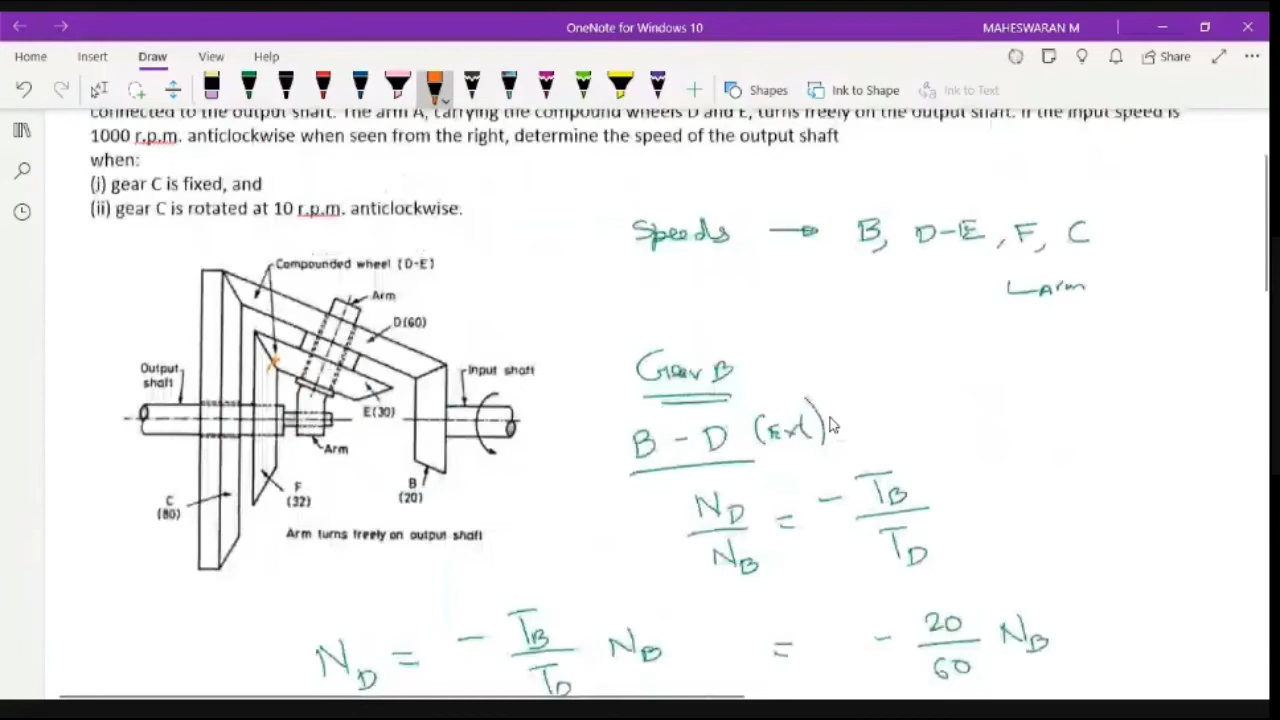 OneNote for Windows 10
MAHESWARAN M
Home Insert Draw View Help
Share
Shapes
Ink to Shape
Ink to Text
connected to the output shaft. The arm A, carrying the compound wheels D and E, turns freely on the output shaft. If the input speed is
1000 r.p.m. anticlockwise when seen from the right, determine the speed of the output shaft
when:
(i) gear C is fixed, and
(ii) gear C is rotated at 10 r.p.m. anticlockwise.
Speeds → B, D-E, F, C
Arm
Compounded wheel (D-E)
Arm
D(60)
Output
shaft
Input shaft
E(30)
Arm
F
(32)
B
(20)
C
(80)
Arm turns freely on output shaft
Gear B
B - D (Ext)
N_D / N_B = - T_B / T_D
N_D = - T_B / T_D N_B = - 20 / 60 N_B